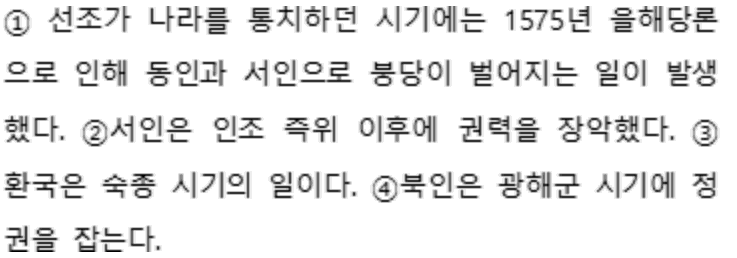 ① 선조가 나라를 통치하던 시기에는 1575년 을해당론
으로 인해 동인과 서인으로 붕당이 벌어지는 일이 발생
했다. ②서인은 인조 즉위 이후에 권력을 장악했다. ③
환국은 숙종 시기의 일이다. ④북인은 광해군 시기에 정
권을 잡는다.